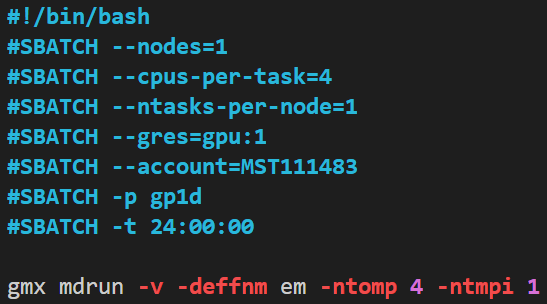 #!/bin/bash
#SBATCH --nodes=1
#SBATCH --cpus-per-task=4
#SBATCH --ntasks-per-node=1
#SBATCH --gres=gpu:1
#SBATCH --account=MST111483
#SBATCH -p gp1d
#SBATCH -t 24:00:00

gmx mdrun -v -deffnm em -ntomp 4 -ntmpi 1